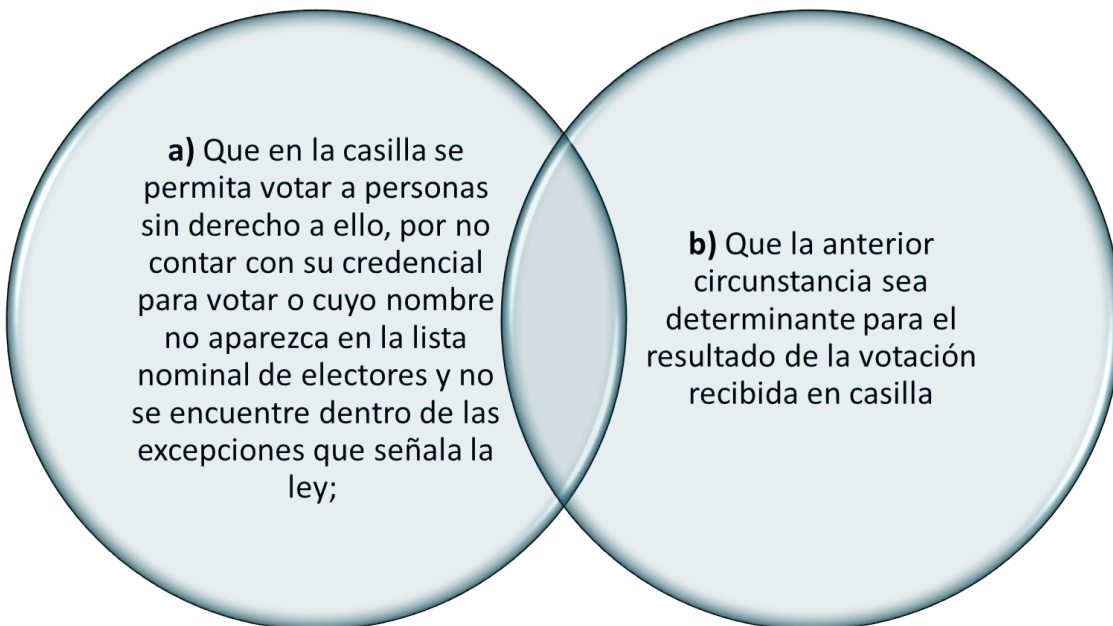 a) Que en la casilla se
permita votar a personas
sin derecho a ello, por no
contar con su credencial
para votar o cuyo nombre
no aparezca en la lista
nominal de electores y no
se encuentre dentro de las
excepciones que señala la
ley;
b) Que la anterior
circunstancia sea
determinante para el
resultado de la votación
recibida en casilla